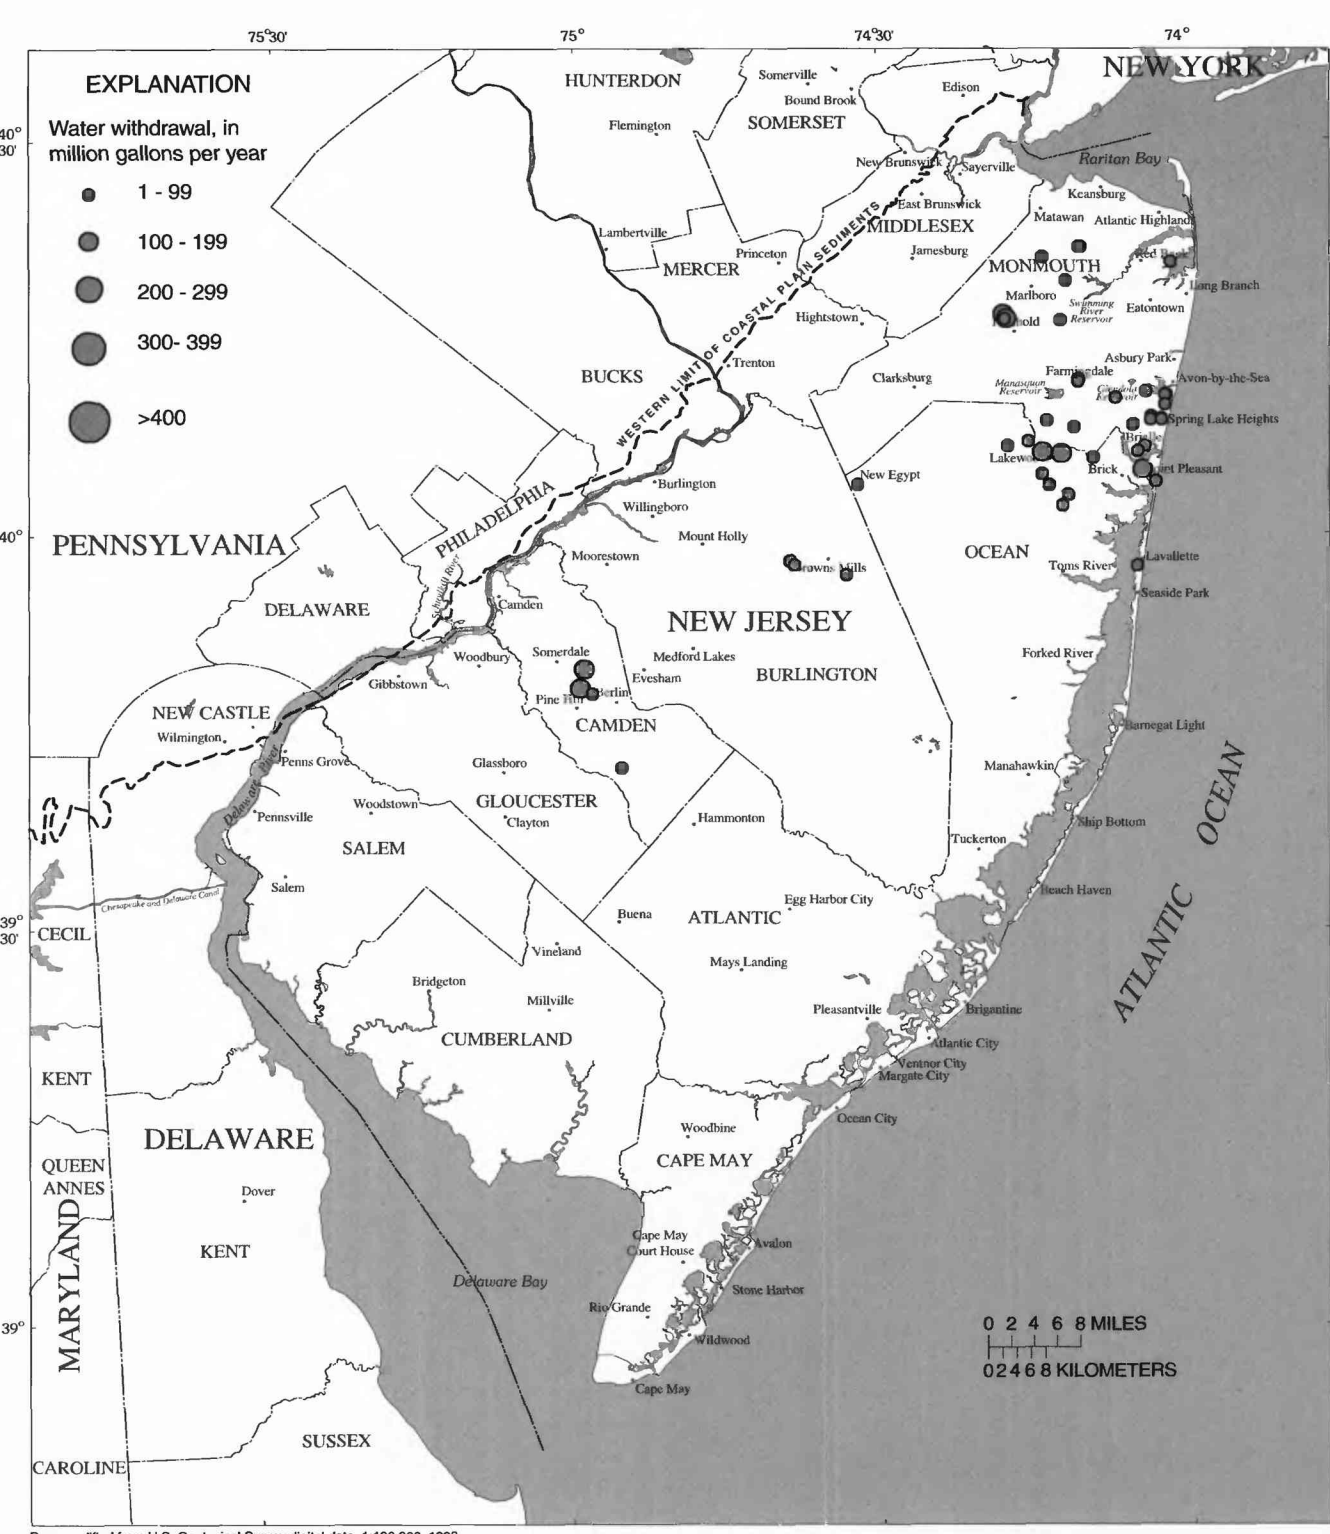 75°30'
75°
74°30'
74°
EXPLANATION
Water withdrawal, in
million gallons per year
1 - 99
100 - 199
200 - 299
300- 399
>400
40°
30'
40°
39°
30'
39°
HUNTERDON
Flemington
Somerville
Bound Brook
SOMERSET
Edison
NEW YORK
New Brunswick
Sayerville
Raritan Bay
Keansburg
East Brunswick
MIDDLESEX
Matawan
Atlantic Highlands
Lambertville
MERCER
Princeton
Jamesburg
MONMOUTH
Red Bank
Marlboro
Long Branch
Swimming
River
Reservoir
Eatontown
Hightstown
WESTERN LIMIT OF COASTAL PLAIN SEDIMENTS
Trenton
BUCKS
Clarksburg
Asbury Park
Farmingdale
Manasquan
Reservoir
Avon-by-the-Sea
Spring Lake Heights
Brielle
Brick
New Egypt
Burlington
Willingboro
PHILADELPHIA
Mount Holly
PENNSYLVANIA
Moorestown
OCEAN
Lavallette
Toms River
Seaside Park
Schuylkill River
DELAWARE
Camden
NEW JERSEY
Woodbury
Somerdale
Medford Lakes
Evesham
BURLINGTON
Forked River
Gibbstown
Berlin
CAMDEN
NEW CASTLE
Wilmington
Barnegat Light
Penns Grove
Glassboro
Manahawkin
Delaware River
Woodstown
GLOUCESTER
Clayton
Hammonton
Pennsville
Ship Bottom
SALEM
Tuckerton
Salem
Beach Haven
Chesapeake and Delaware Canal
Egg Harbor City
Buena
ATLANTIC
CECIL
Vineland
Mays Landing
Bridgeton
Millville
Pleasantville
Brigantine
CUMBERLAND
Atlantic City
Ventnor City
Margate City
KENT
Ocean City
ATLANTIC OCEAN
DELAWARE
Woodbine
CAPE MAY
QUEEN
ANNES
Dover
MARYLAND
KENT
Cape May
Court House
Avalon
Delaware Bay
Stone Harbor
Rio Grande
Wildwood
Cape May
0 2 4 6 8 MILES
0 2 4 6 8 KILOMETERS
SUSSEX
CAROLINE